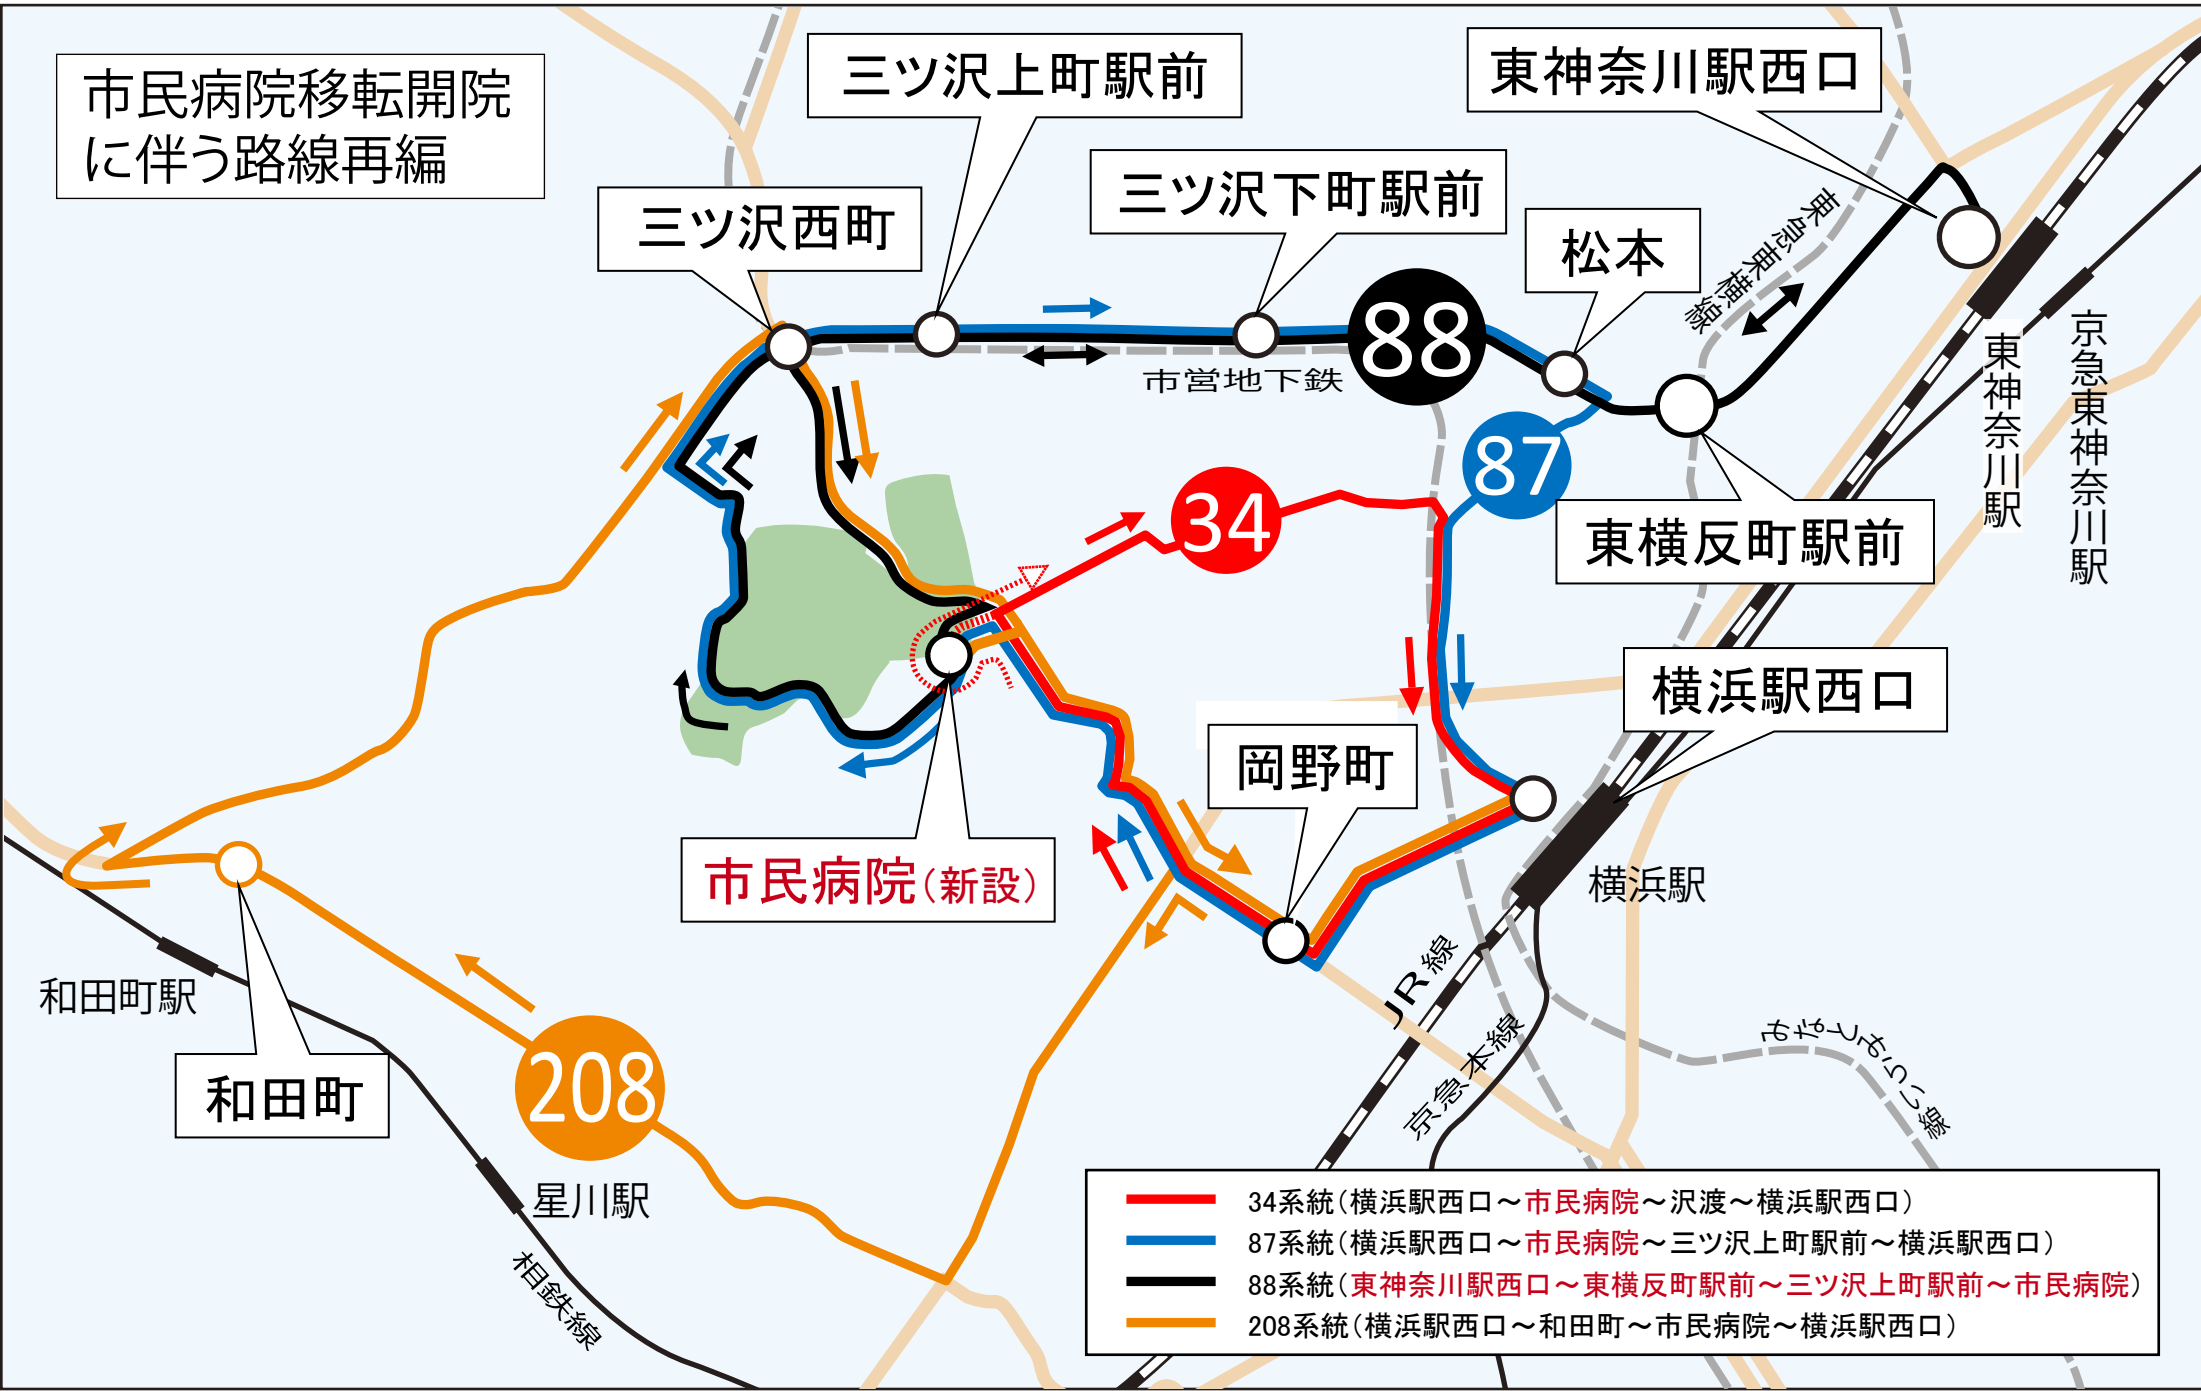 市民病院移転開院
に伴う路線再編
三ツ沢上町駅前
東神奈川駅西口
三ツ沢下町駅前
三ツ沢西町
松本
東急東横線
88
市営地下鉄
東神奈川駅
京急東神奈川駅
87
34
東横反町駅前
横浜駅西口
岡野町
市民病院（新設）
横浜駅
和田町駅
JR線
京急本線
みなとみらい線
和田町
208
星川駅
相鉄線
34系統（横浜駅西口～市民病院～沢渡～横浜駅西口）
87系統（横浜駅西口～市民病院～三ツ沢上町駅前～横浜駅西口）
88系統（東神奈川駅西口～東横反町駅前～三ツ沢上町駅前～市民病院）
208系統（横浜駅西口～和田町～市民病院～横浜駅西口）